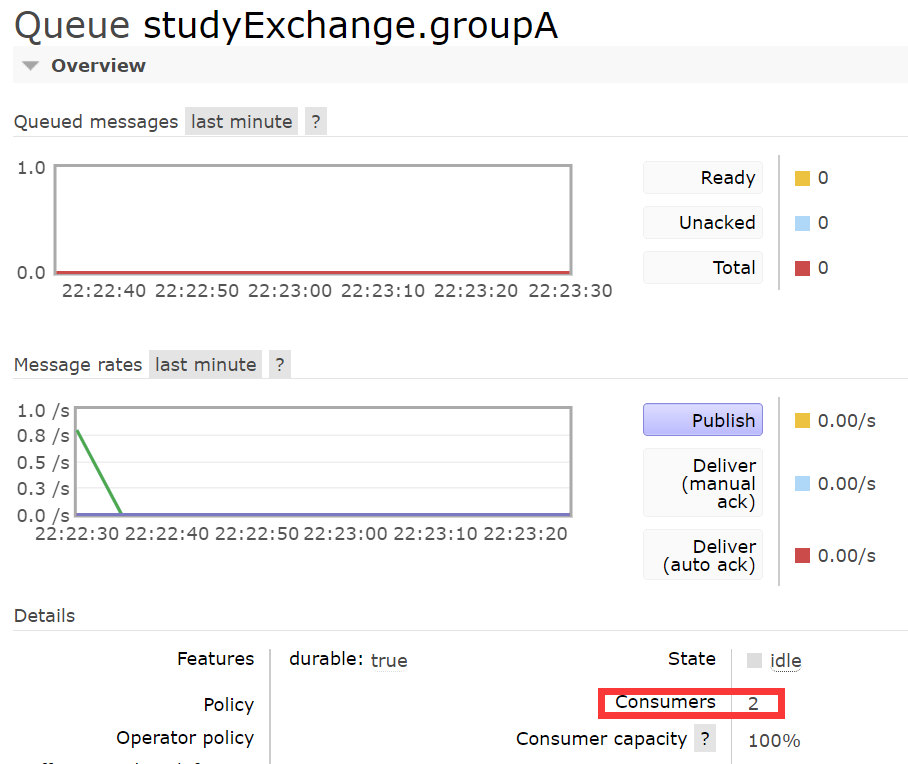 Queue studyExchange.groupA
Overview
Queued messages last minute ?
1.0
0.0
22:22:40 22:22:50 22:23:00 22:23:10 22:23:20 22:23:30
Ready 0
Unacked 0
Total 0
Message rates last minute ?
1.0 /s
0.8 /s
0.5 /s
0.3 /s
0.0 /s
22:22:30 22:22:40 22:22:50 22:23:00 22:23:10 22:23:20
Publish 0.00/s
Deliver
(manual 0.00/s
ack)
Deliver
(auto ack) 0.00/s
Details
Features durable: true State idle
Policy Consumers 2
Operator policy Consumer capacity ? 100%